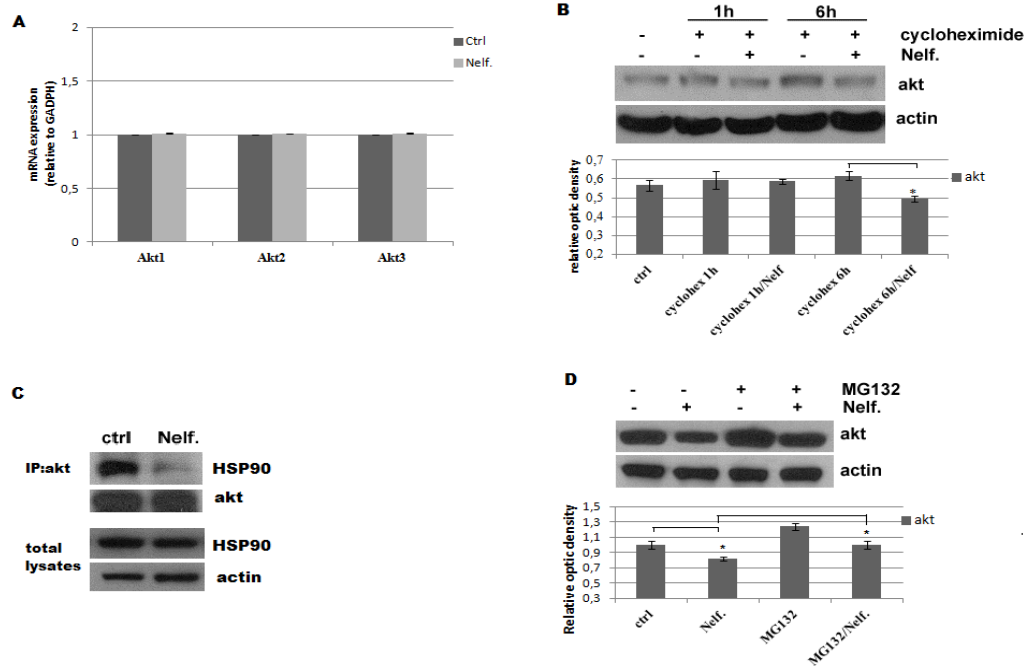 A
2
1,5
1
0,5
0
mRNA expression
(relative to GADPH)
Ctrl
Nelf.
Akt1 Akt2 Akt3
B
1h 6h
- + + + + cycloheximide
- - + - + Nelf.
akt
actin
0,7
0,6
0,5
0,4
0,3
0,2
relative optic density
*
akt
ctrl cyclohex 1h cyclohex 1h/Nelf cyclohex 6h cyclohex 6h/Nelf
C
ctrl Nelf.
IP:akt HSP90
akt
total
lysates
HSP90
actin
D
- - + + MG132
- + - + Nelf.
akt
actin
1,5
1,3
1,1
0,9
0,7
0,5
0,3
Relative optic density
* *
akt
ctrl Nelf. MG132 MG132/Nelf.